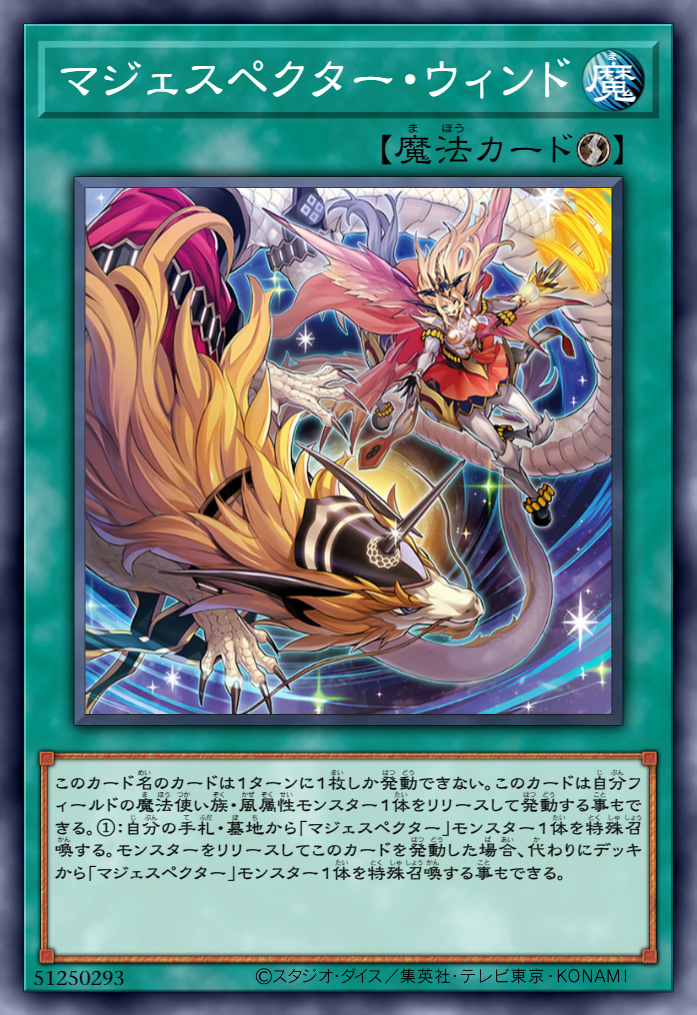 マジェスペクター・ウィンド 魔
【魔法カード】
このカード名のカードは1ターンに1枚しか発動できない。このカードは自分フ
ィールドの魔法使い族・風属性モンスター1体をリリースして発動する事もで
きる。①：自分の手札・墓地から「マジェスペクター」モンスター1体を特殊召
喚する。モンスターをリリースしてこのカードを発動した場合、代わりにデッキ
から「マジェスペクター」モンスター1体を特殊召喚する事もできる。
51250293 ©スタジオ・ダイス／集英社・テレビ東京・KONAMI